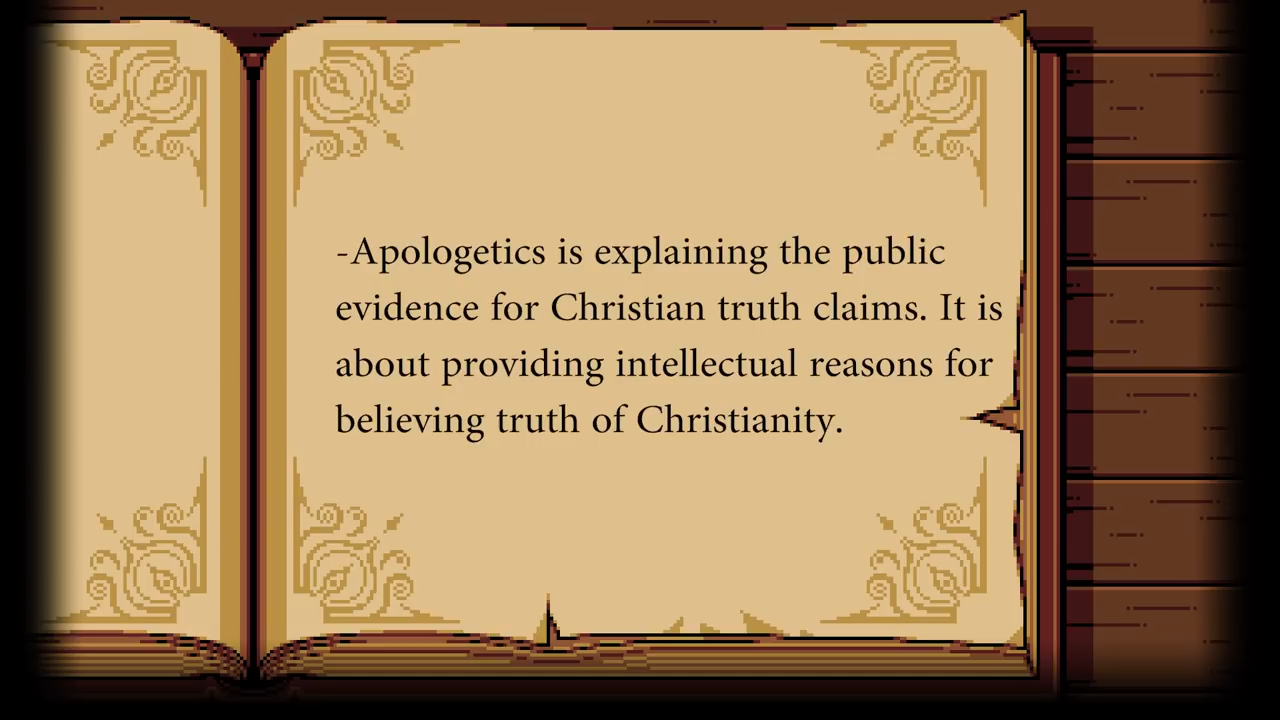 -Apologetics is explaining the public
evidence for Christian truth claims. It is
about providing intellectual reasons for
believing truth of Christianity.